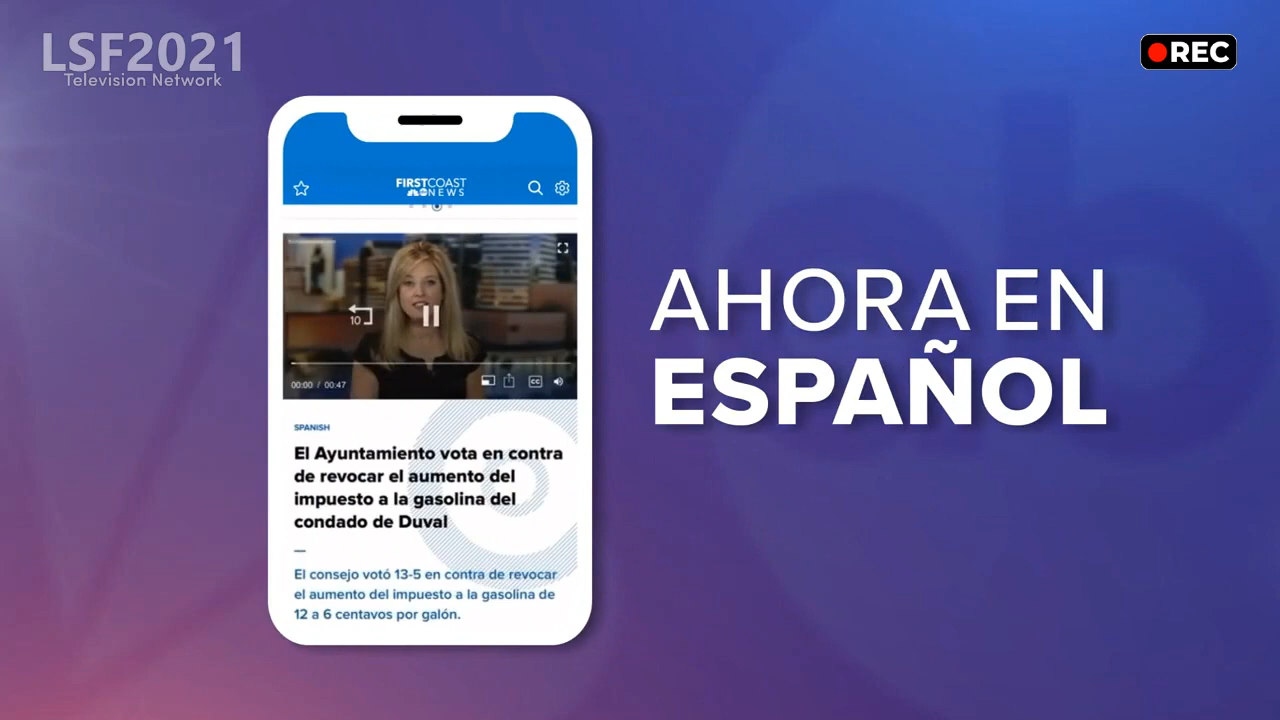 LSF2021
Television Network
REC
FIRSTCOAST
NEWS
10
00:00 / 00:47
CC
SPANISH
El Ayuntamiento vota en contra
de revocar el aumento del
impuesto a la gasolina del
condado de Duval
El consejo votó 13-5 en contra de revocar
el aumento del impuesto a la gasolina de
12 a 6 centavos por galón.
AHORA EN
ESPAÑOL